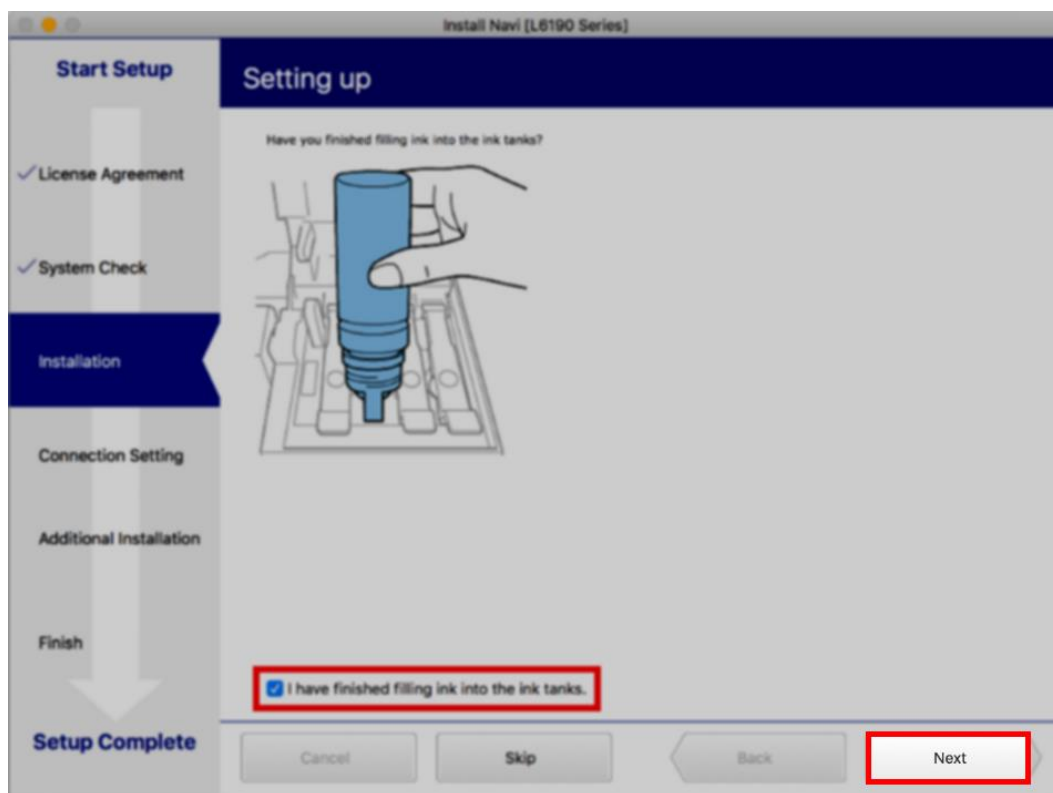 Install Navi [L6190 Series]
Start Setup
License Agreement
System Check
Installation
Connection Setting
Additional Installation
Finish
Setup Complete
Setting up
Have you finished filling ink into the ink tanks?
I have finished filling ink into the ink tanks.
Cancel
Skip
Back
Next